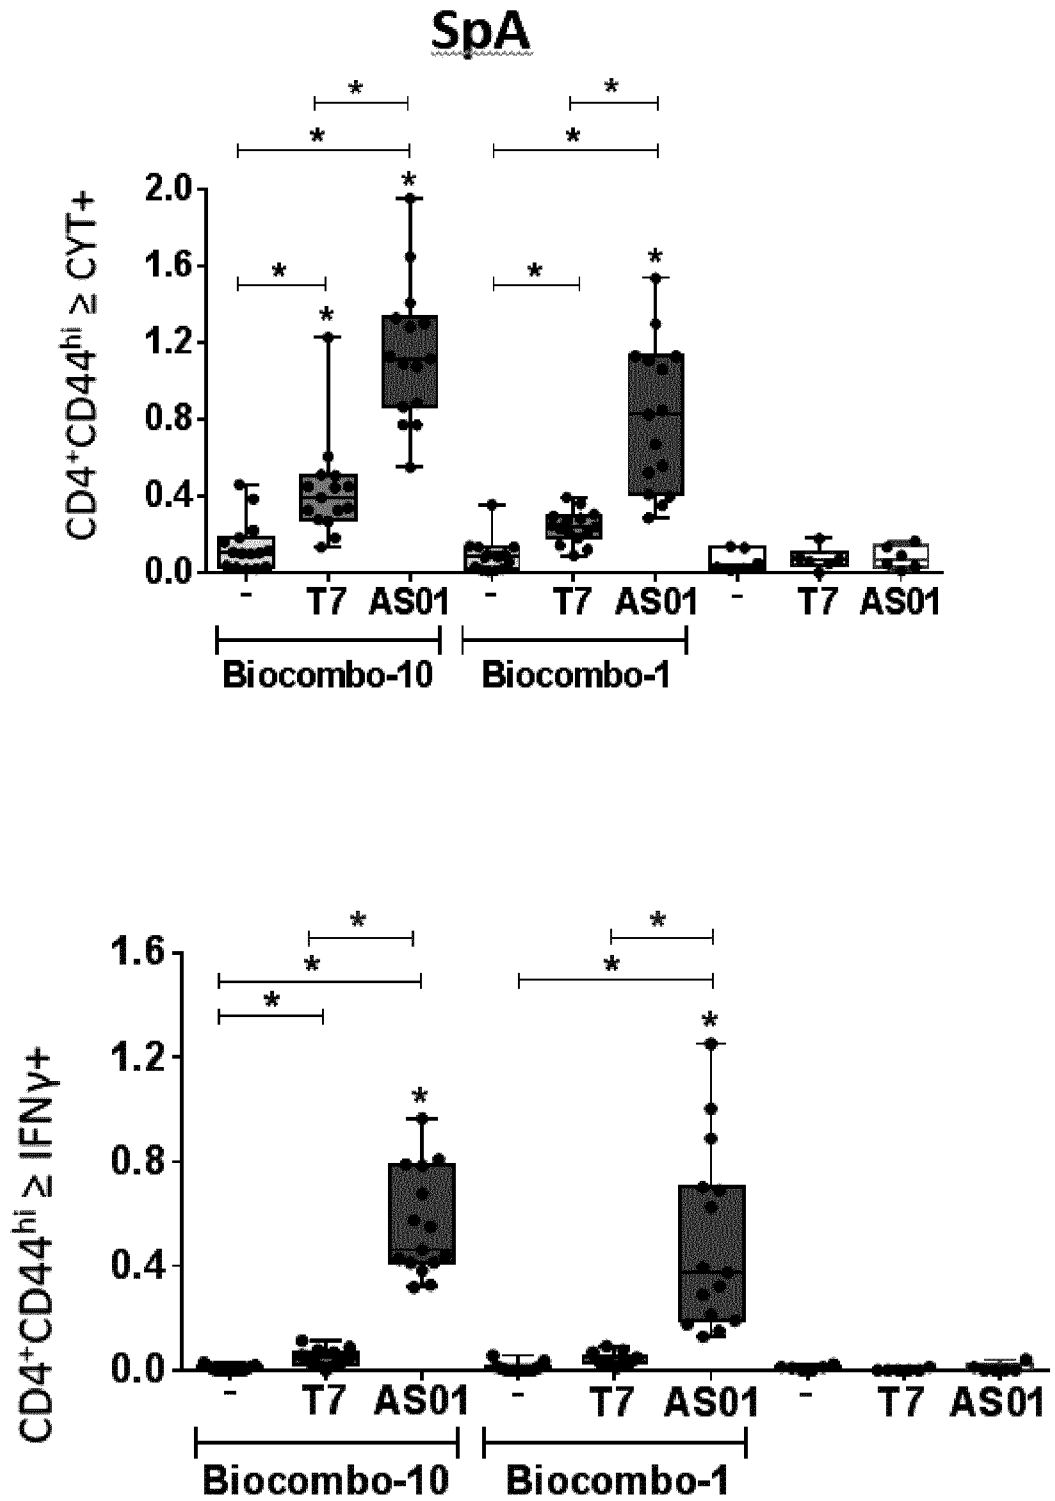 SpA
* *
* *
CD4⁺CD44ʰⁱ ≥ CYT+
2.0
1.6
1.2
0.8
0.4
0.0
* * *
* * *
- T7 AS01 - T7 AS01 - T7 AS01
Biocombo-10 Biocombo-1
* *
* *
*
CD4⁺CD44ʰⁱ ≥ IFNγ+
1.6
1.2
0.8
0.4
0.0
* *
- T7 AS01 - T7 AS01 - T7 AS01
Biocombo-10 Biocombo-1